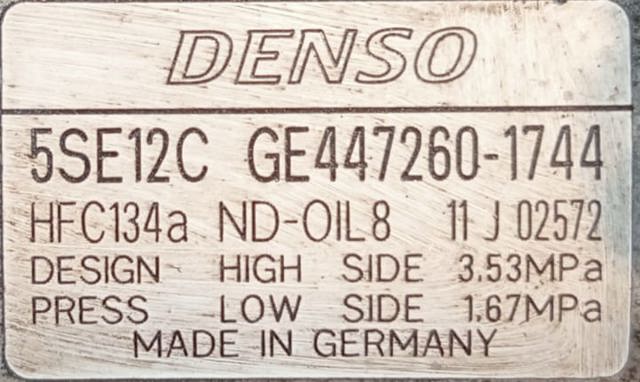 DENSO
5SE12C GE447260-1744
HFC134a ND-OIL8 11 J 02572
DESIGN HIGH SIDE 3.53MPa
PRESS LOW SIDE 1.67MPa
MADE IN GERMANY